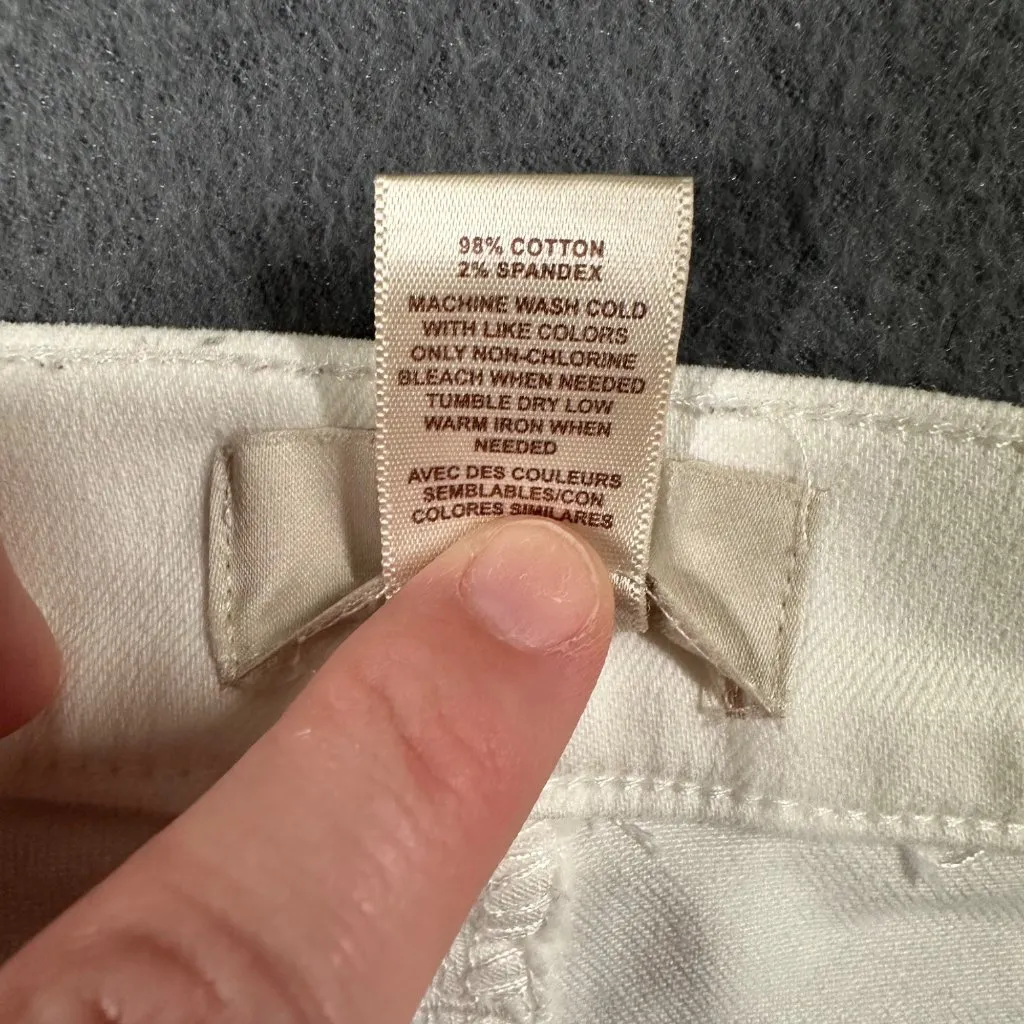 98% COTTON
2% SPANDEX
MACHINE WASH COLD
WITH LIKE COLORS
ONLY NON-CHLORINE
BLEACH WHEN NEEDED
TUMBLE DRY LOW
WARM IRON WHEN
NEEDED
AVEC DES COULEURS
SEMBLABLES/CON
COLORES SIMILARES